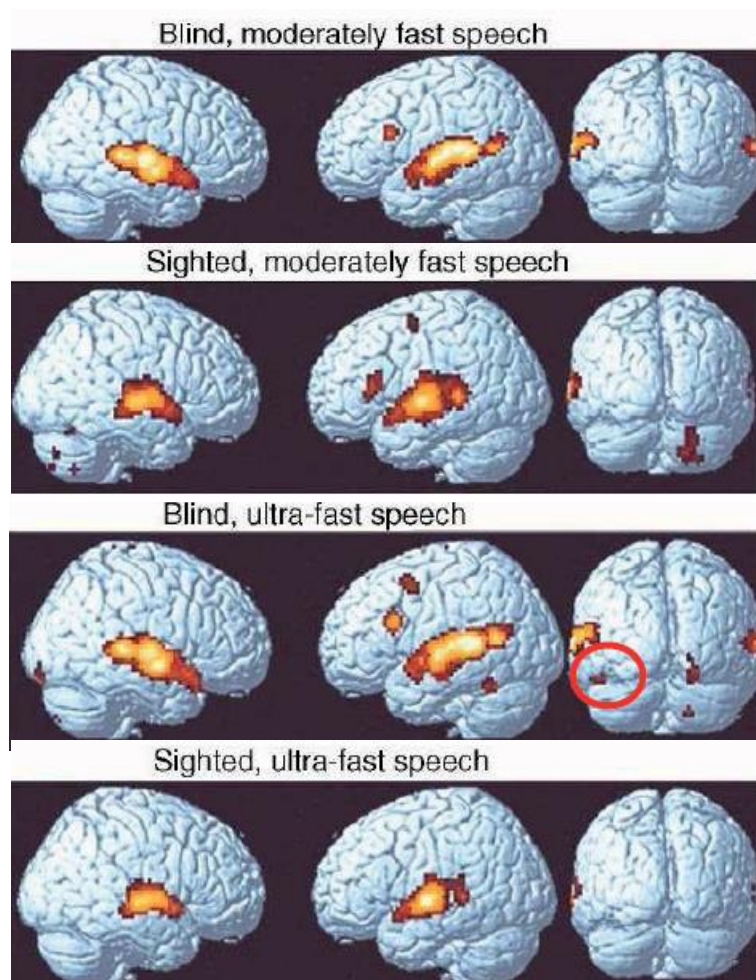 Blind, moderately fast speech
Sighted, moderately fast speech
Blind, ultra-fast speech
Sighted, ultra-fast speech